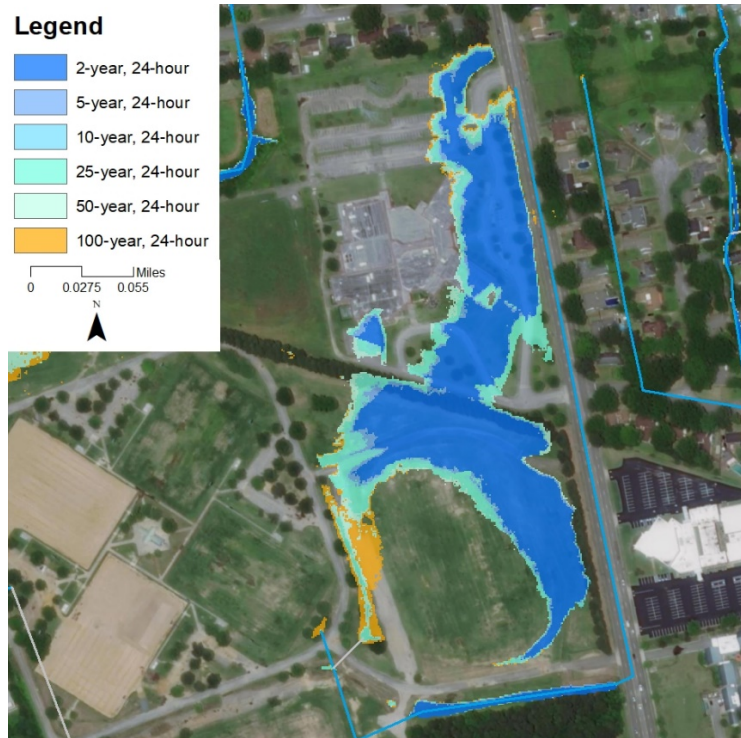 Legend
2-year, 24-hour
5-year, 24-hour
10-year, 24-hour
25-year, 24-hour
50-year, 24-hour
100-year, 24-hour
Miles
0 0.0275 0.055
N